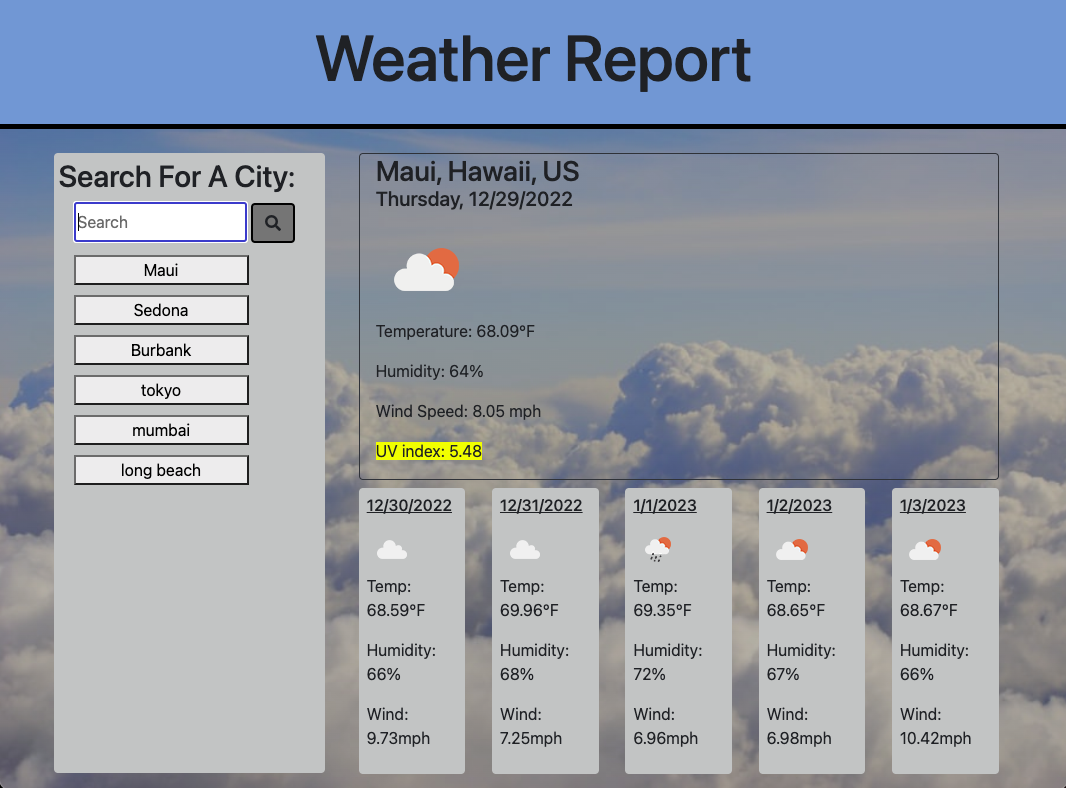 Weather Report
Search For A City:
Search
Maui
Sedona
Burbank
tokyo
mumbai
long beach
Maui, Hawaii, US
Thursday, 12/29/2022
Temperature: 68.09°F
Humidity: 64%
Wind Speed: 8.05 mph
UV index: 5.48
12/30/2022
Temp:
68.59°F
Humidity:
66%
Wind:
9.73mph
12/31/2022
Temp:
69.96°F
Humidity:
68%
Wind:
7.25mph
1/1/2023
Temp:
69.35°F
Humidity:
72%
Wind:
6.96mph
1/2/2023
Temp:
68.65°F
Humidity:
67%
Wind:
6.98mph
1/3/2023
Temp:
68.67°F
Humidity:
66%
Wind:
10.42mph